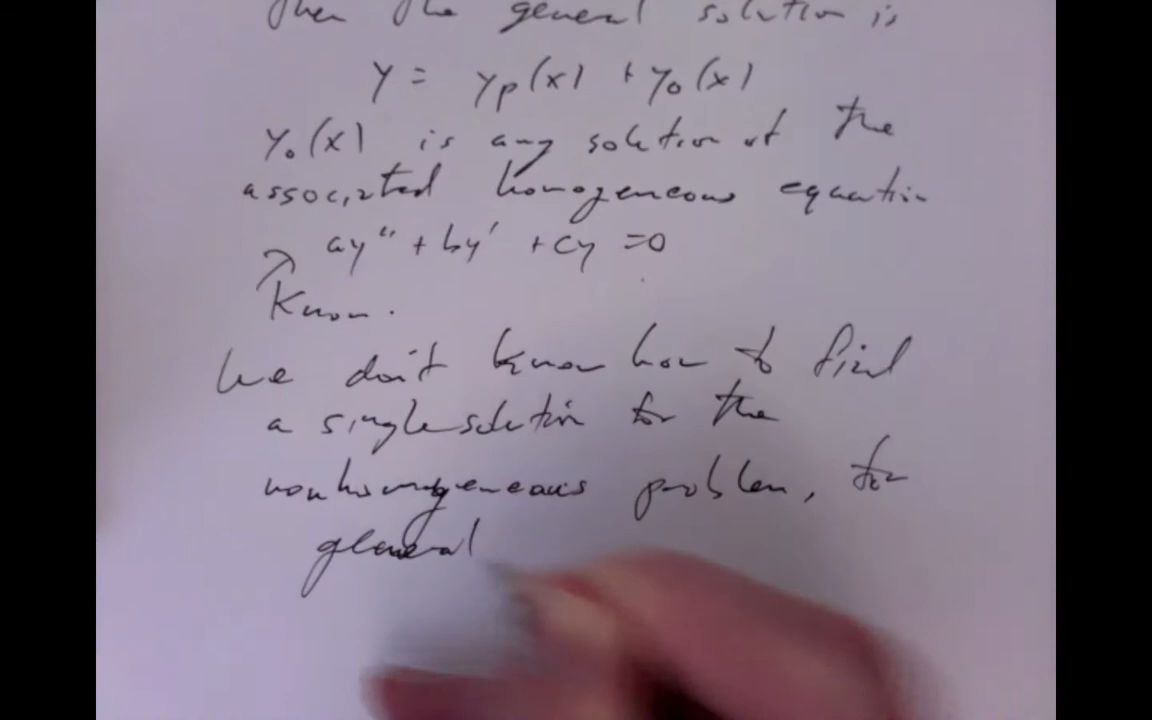 Then the general solution is
y = yp(x) + y₀(x)
y₀(x) is any solution of the
associated homogeneous equation
ay" + by' + cy = 0
Know.
We don't know how to find
a single solution for the
nonhomogeneous problem, for
general